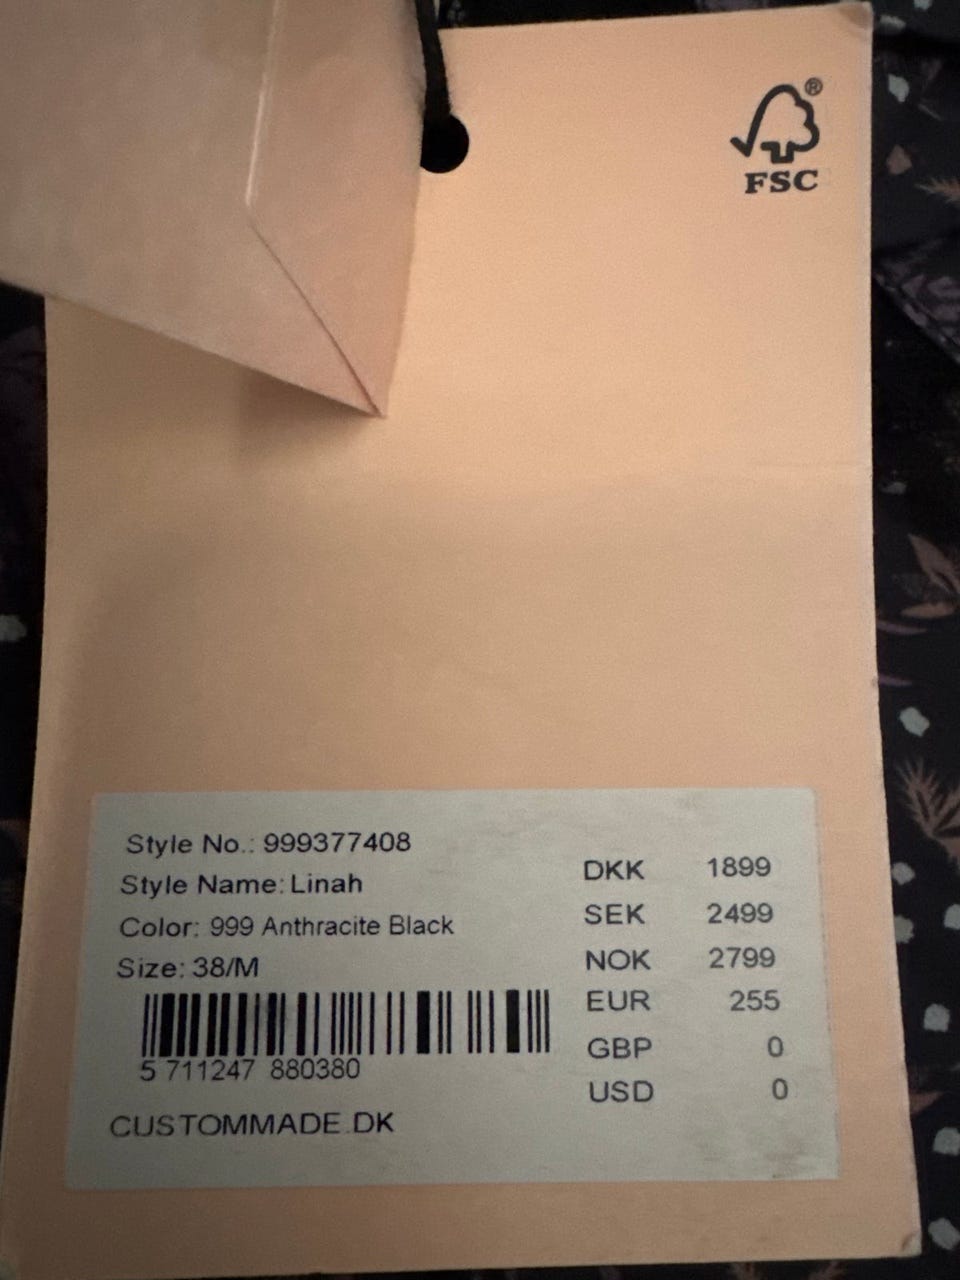 ®
FSC
Style No.: 999377408
Style Name: Linah
Color: 999 Anthracite Black
Size: 38/M
5 711247 880380
CUSTOMMADE.DK
DKK 1899
SEK 2499
NOK 2799
EUR 255
GBP 0
USD 0